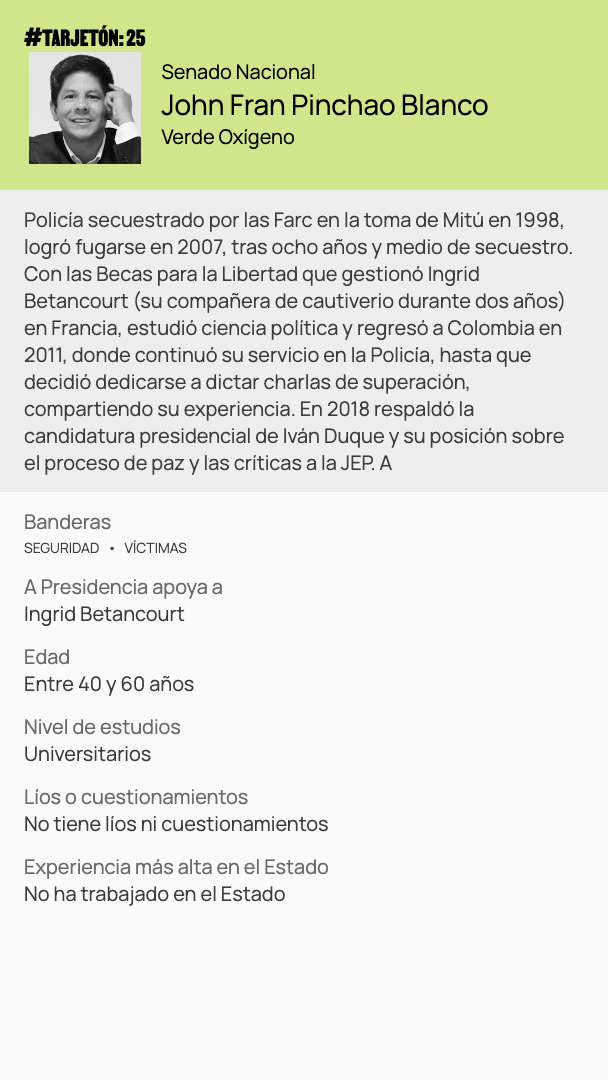 #TARJETÓN: 25
Senado Nacional
John Fran Pinchao Blanco
Verde Oxígeno
Policía secuestrado por las Farc en la toma de Mitú en 1998,
logró fugarse en 2007, tras ocho años y medio de secuestro.
Con las Becas para la Libertad que gestionó Ingrid
Betancourt (su compañera de cautiverio durante dos años)
en Francia, estudió ciencia política y regresó a Colombia en
2011, donde continuó su servicio en la Policía, hasta que
decidió dedicarse a dictar charlas de superación,
compartiendo su experiencia. En 2018 respaldó la
candidatura presidencial de Iván Duque y su posición sobre
el proceso de paz y las críticas a la JEP. A
Banderas
SEGURIDAD • VÍCTIMAS
A Presidencia apoya a
Ingrid Betancourt
Edad
Entre 40 y 60 años
Nivel de estudios
Universitarios
Líos o cuestionamientos
No tiene líos ni cuestionamientos
Experiencia más alta en el Estado
No ha trabajado en el Estado